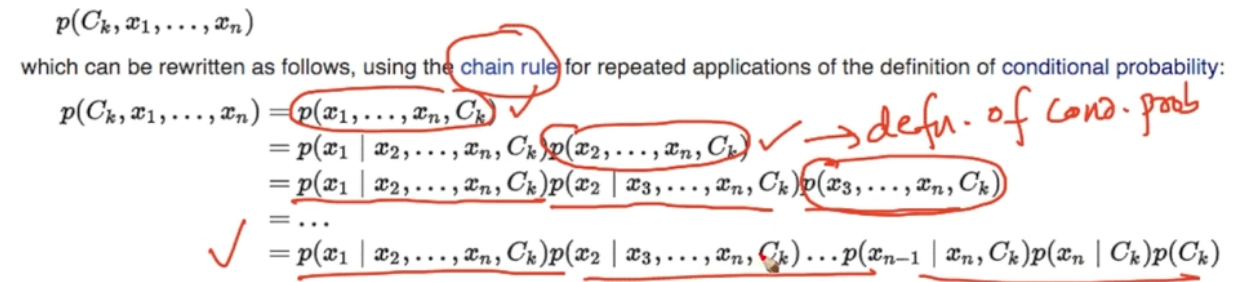 p(C_k, x_1, ..., x_n)
which can be rewritten as follows, using the chain rule for repeated applications of the definition of conditional probability:
p(C_k, x_1, ..., x_n) = p(x_1, ..., x_n, C_k)
= p(x_1 | x_2, ..., x_n, C_k)p(x_2, ..., x_n, C_k) → defn. of cond. prob
= p(x_1 | x_2, ..., x_n, C_k)p(x_2 | x_3, ..., x_n, C_k)p(x_3, ..., x_n, C_k)
= ...
= p(x_1 | x_2, ..., x_n, C_k)p(x_2 | x_3, ..., x_n, C_k) ... p(x_{n-1} | x_n, C_k)p(x_n | C_k)p(C_k)